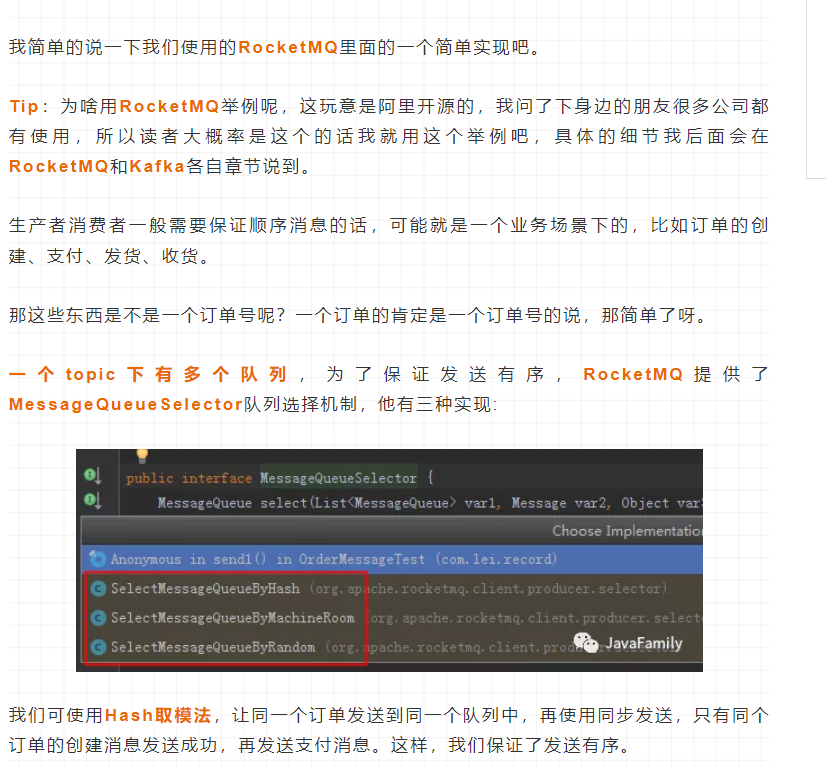 我简单的说一下我们使用的RocketMQ里面的一个简单实现吧。
Tip：为啥用RocketMQ举例呢，这玩意是阿里开源的，我问了下身边的朋友很多公司都
有使用，所以读者大概率是这个的话我就用这个举例吧，具体的细节我后面会在
RocketMQ和Kafka各自章节说到。
生产者消费者一般需要保证顺序消息的话，可能就是一个业务场景下的，比如订单的创
建、支付、发货、收货。
那这些东西是不是一个订单号呢？一个订单的肯定是一个订单号的说，那简单了呀。
一个topic下有多个队列，为了保证发送有序，RocketMQ提供了
MessageQueueSelector队列选择机制，他有三种实现:
public interface MessageQueueSelector {
MessageQueue select(List<MessageQueue> var1, Message var2, Object var
Choose Implementation
Anonymous in send1() in OrderMessageTest (com.lei.record)
SelectMessageQueueByHash (org.apache.rocketmq.client.producer.selector)
SelectMessageQueueByMachineRoom (org.apache.rocketmq.client.producer.select
SelectMessageQueueByRandom (org.apache.rocketmq.client.producer.selector)
JavaFamily
我们可使用Hash取模法，让同一个订单发送到同一个队列中，再使用同步发送，只有同个
订单的创建消息发送成功，再发送支付消息。这样，我们保证了发送有序。